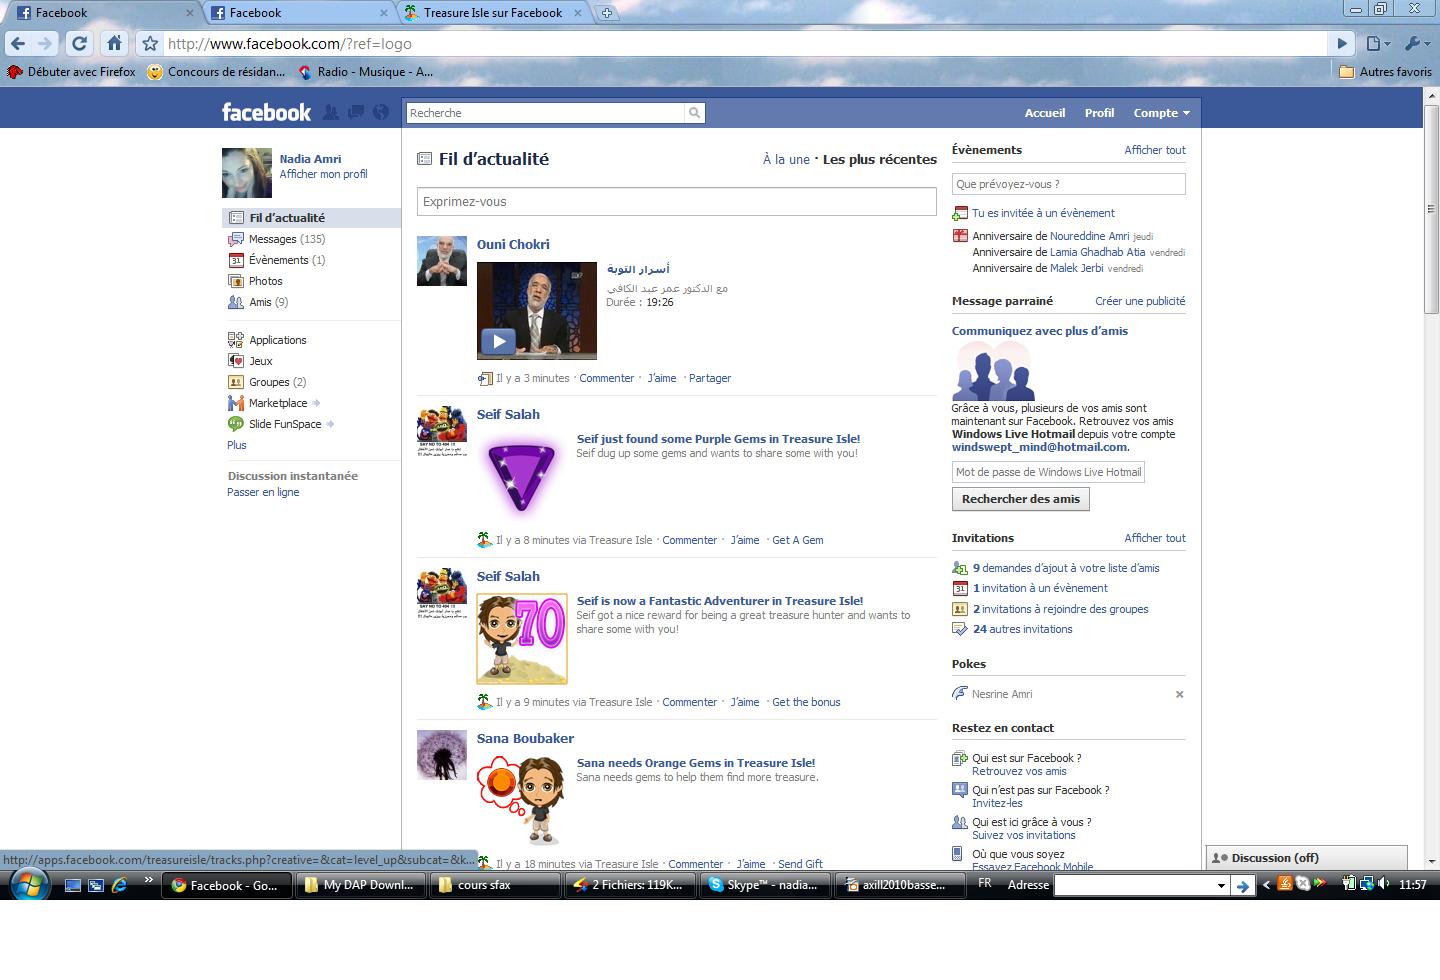 Facebook
Facebook
Treasure Isle sur Facebook
http://www.facebook.com/?ref=logo
Débuter avec Firefox
Concours de résidan...
Radio - Musique - A...
Autres favoris
facebook
Recherche
Accueil
Profil
Compte
Nadia Amri
Afficher mon profil
Fil d'actualité
Messages (135)
Évènements (1)
Photos
Amis (9)
Applications
Jeux
Groupes (2)
Marketplace
Slide FunSpace
Plus
Discussion instantanée
Passer en ligne
Fil d'actualité
À la une · Les plus récentes
Exprimez-vous
Ouni Chokri
أسرار التوبة
مع الدكتور عمر عبد الكافي
Durée : 19:26
Il y a 3 minutes · Commenter · J'aime · Partager
Seif Salah
SAY NO TO 404 !!!
Seif just found some Purple Gems in Treasure Isle!
Seif dug up some gems and wants to share some with you!
Il y a 8 minutes via Treasure Isle · Commenter · J'aime · Get A Gem
Seif Salah
SAY NO TO 404 !!!
70
Seif is now a Fantastic Adventurer in Treasure Isle!
Seif got a nice reward for being a great treasure hunter and wants to
share some with you!
Il y a 9 minutes via Treasure Isle · Commenter · J'aime · Get the bonus
Sana Boubaker
Sana needs Orange Gems in Treasure Isle!
Sana needs gems to help them find more treasure.
Il y a 18 minutes via Treasure Isle · Commenter · J'aime · Send Gift
Évènements
Afficher tout
Que prévoyez-vous ?
Tu es invitée à un évènement
Anniversaire de Noureddine Amri jeudi
Anniversaire de Lamia Ghadhab Atia vendredi
Anniversaire de Malek Jerbi vendredi
Message parrainé
Créer une publicité
Communiquez avec plus d'amis
Grâce à vous, plusieurs de vos amis sont
maintenant sur Facebook. Retrouvez vos amis
Windows Live Hotmail depuis votre compte
windswept_mind@hotmail.com.
Mot de passe de Windows Live Hotmail
Rechercher des amis
Invitations
Afficher tout
9 demandes d'ajout à votre liste d'amis
1 invitation à un évènement
2 invitations à rejoindre des groupes
24 autres invitations
Pokes
Nesrine Amri
Restez en contact
Qui est sur Facebook ?
Retrouvez vos amis
Qui n'est pas sur Facebook ?
Invitez-les
Qui est ici grâce à vous ?
Suivez vos invitations
Où que vous soyez
Essayez Facebook Mobile
Discussion (off)
http://apps.facebook.com/treasureisle/tracks.php?creative=&cat=level_up&subcat=&k...
Facebook - Go...
My DAP Downl...
cours sfax
2 Fichiers: 119K...
Skype™ - nadia...
axill2010basse...
FR
Adresse
11:57